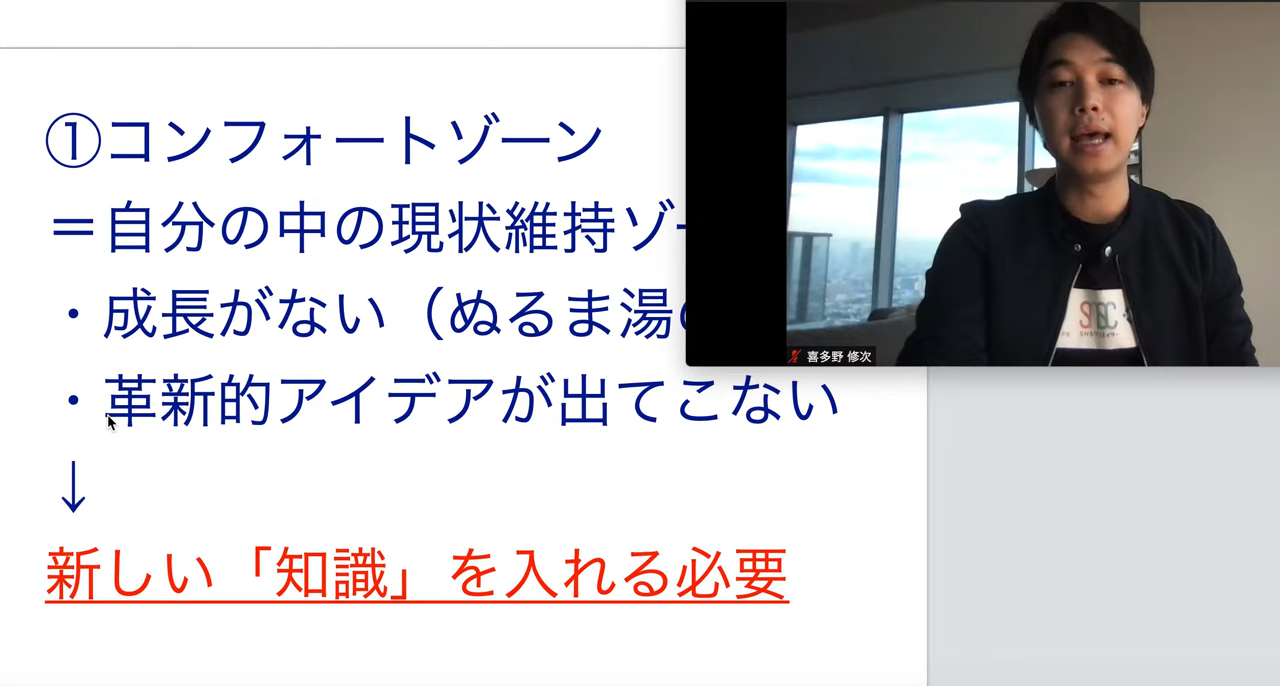 ①コンフォートゾーン
＝自分の中の現状維持ゾー
・成長がない（ぬるま湯の
・革新的アイデアが出てこない
↓
新しい「知識」を入れる必要
喜多野 修次